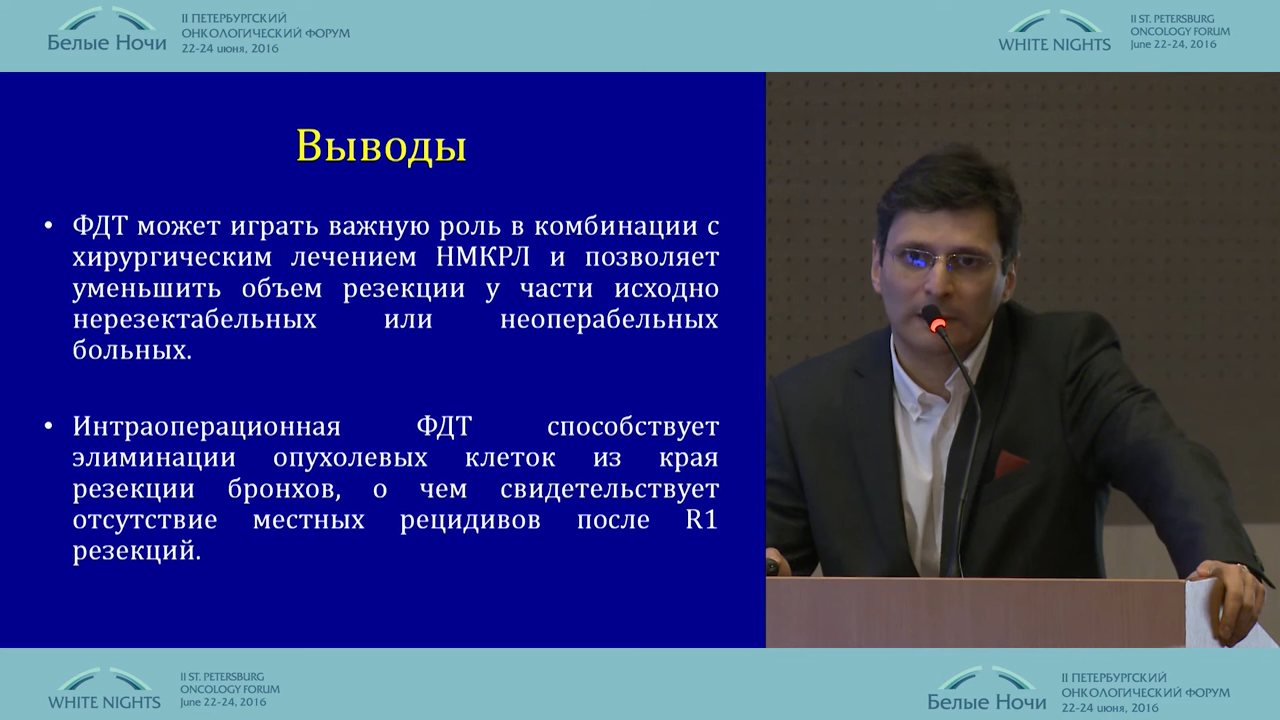 Белые Ночи
II ПЕТЕРБУРГСКИЙ
ОНКОЛОГИЧЕСКИЙ ФОРУМ
22-24 июня, 2016
WHITE NIGHTS
II ST. PETERSBURG
ONCOLOGY FORUM
June 22-24, 2016
Выводы
• ФДТ может играть важную роль в комбинации с
хирургическим лечением НМКРЛ и позволяет
уменьшить объем резекции у части исходно
нерезектабельных или неоперабельных
больных.
• Интраоперационная ФДТ способствует
элиминации опухолевых клеток из края
резекции бронхов, о чем свидетельствует
отсутствие местных рецидивов после R1
резекций.
WHITE NIGHTS
II ST. PETERSBURG
ONCOLOGY FORUM
June 22-24, 2016
Белые Ночи
II ПЕТЕРБУРГСКИЙ
ОНКОЛОГИЧЕСКИЙ ФОРУМ
22-24 июня, 2016